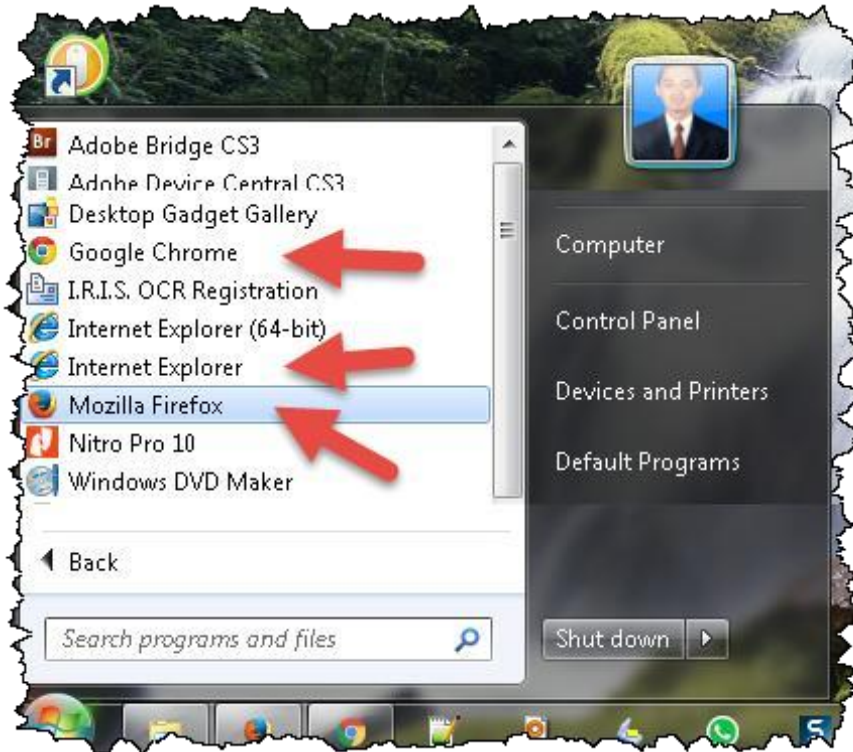 Br Adobe Bridge CS3
Adobe Device Central CS3
Desktop Gadget Gallery
Google Chrome
I.R.I.S. OCR Registration
Internet Explorer (64-bit)
Internet Explorer
Mozilla Firefox
Nitro Pro 10
Windows DVD Maker
Back
Search programs and files
Computer
Control Panel
Devices and Printers
Default Programs
Shut down
S